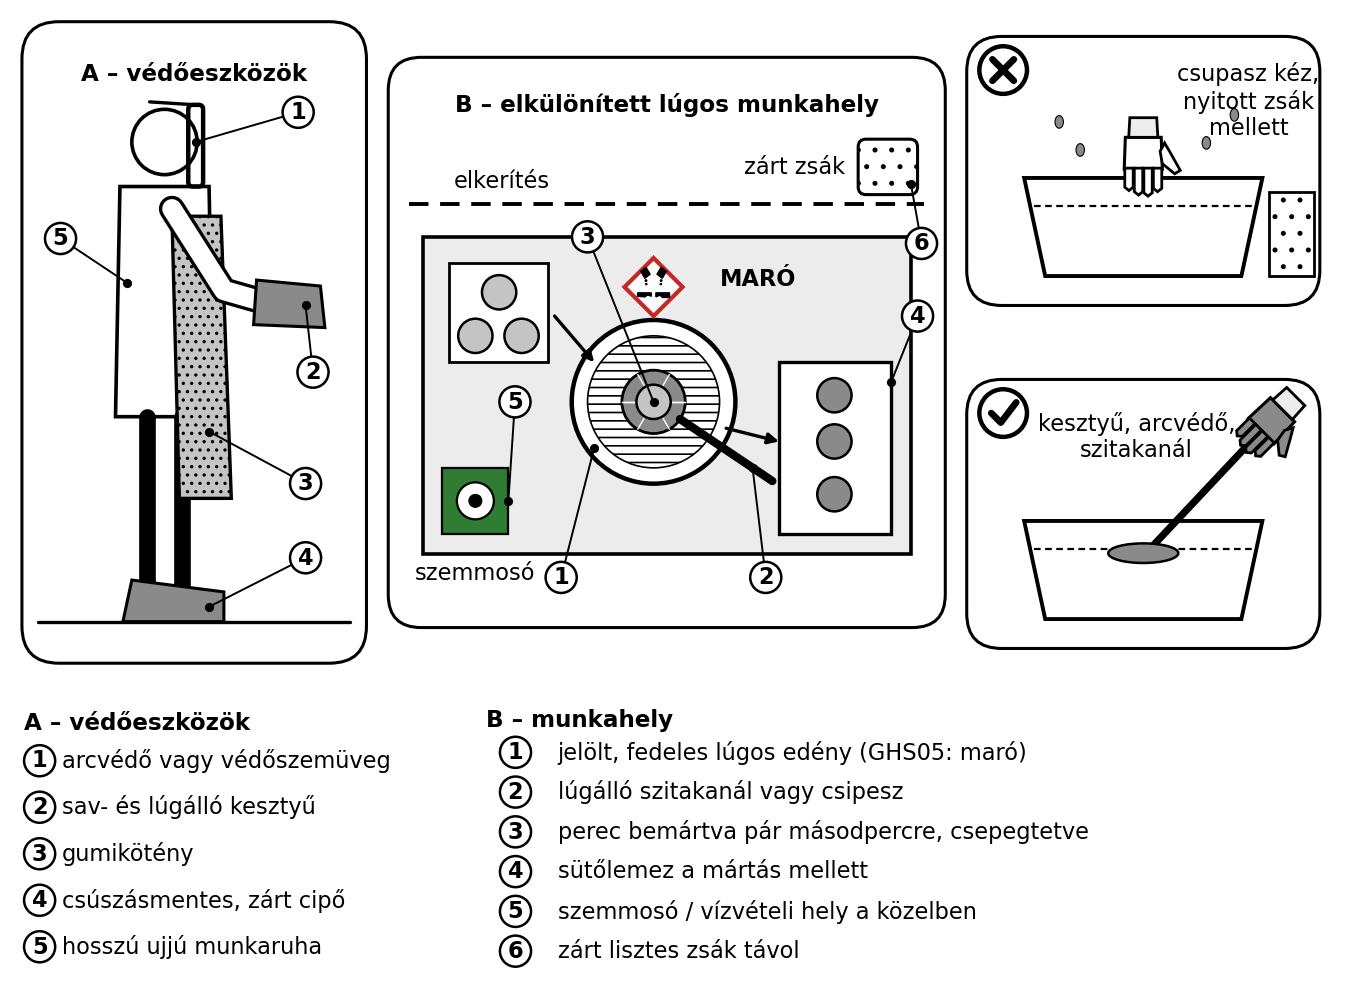 A – védőeszközök
1
5
2
3
4
B – elkülönített lúgos munkahely
zárt zsák
elkerítés
3
6
MARÓ
4
5
szemmosó
1
2
csupasz kéz,
nyitott zsák
mellett
kesztyű, arcvédő,
szitakanál
A – védőeszközök
1 arcvédő vagy védőszemüveg
2 sav- és lúgálló kesztyű
3 gumikötény
4 csúszásmentes, zárt cipő
5 hosszú ujjú munkaruha
B – munkahely
1 jelölt, fedeles lúgos edény (GHS05: maró)
2 lúgálló szitakanál vagy csipesz
3 perec bemártva pár másodpercre, csepegtetve
4 sütőlemez a mártás mellett
5 szemmosó / vízvételi hely a közelben
6 zárt lisztes zsák távol